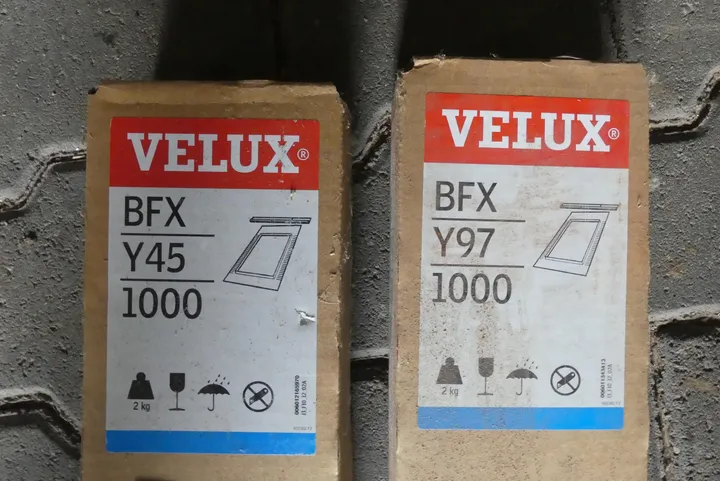 VELUX®
BFX
Y45
1000
2 kg
VELUX®
BFX
Y97
1000
2 kg